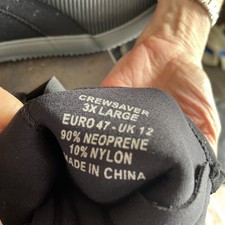 CREWSAVER
3X LARGE
EURO 47 - UK 12
90% NEOPRENE
10% NYLON
MADE IN CHINA